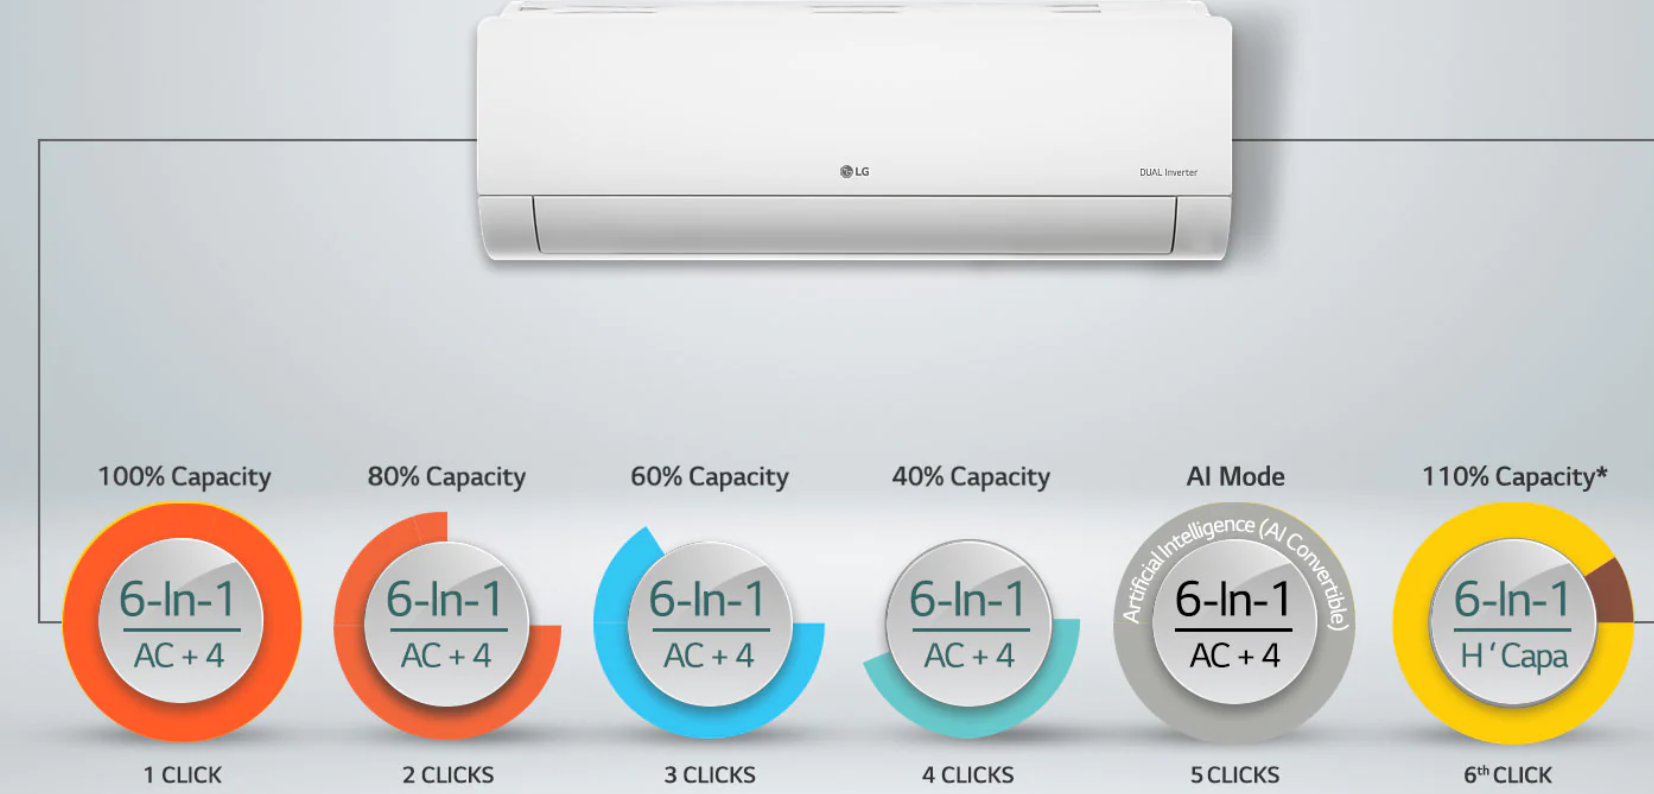 LG
DUAL Inverter
100% Capacity
80% Capacity
60% Capacity
40% Capacity
AI Mode
110% Capacity*
6-In-1
AC + 4
6-In-1
AC + 4
6-In-1
AC + 4
6-In-1
AC + 4
Artificial Intelligence (AI Convertible)
6-In-1
AC + 4
6-In-1
H ’ Capa
1 CLICK
2 CLICKS
3 CLICKS
4 CLICKS
5 CLICKS
6th CLICK